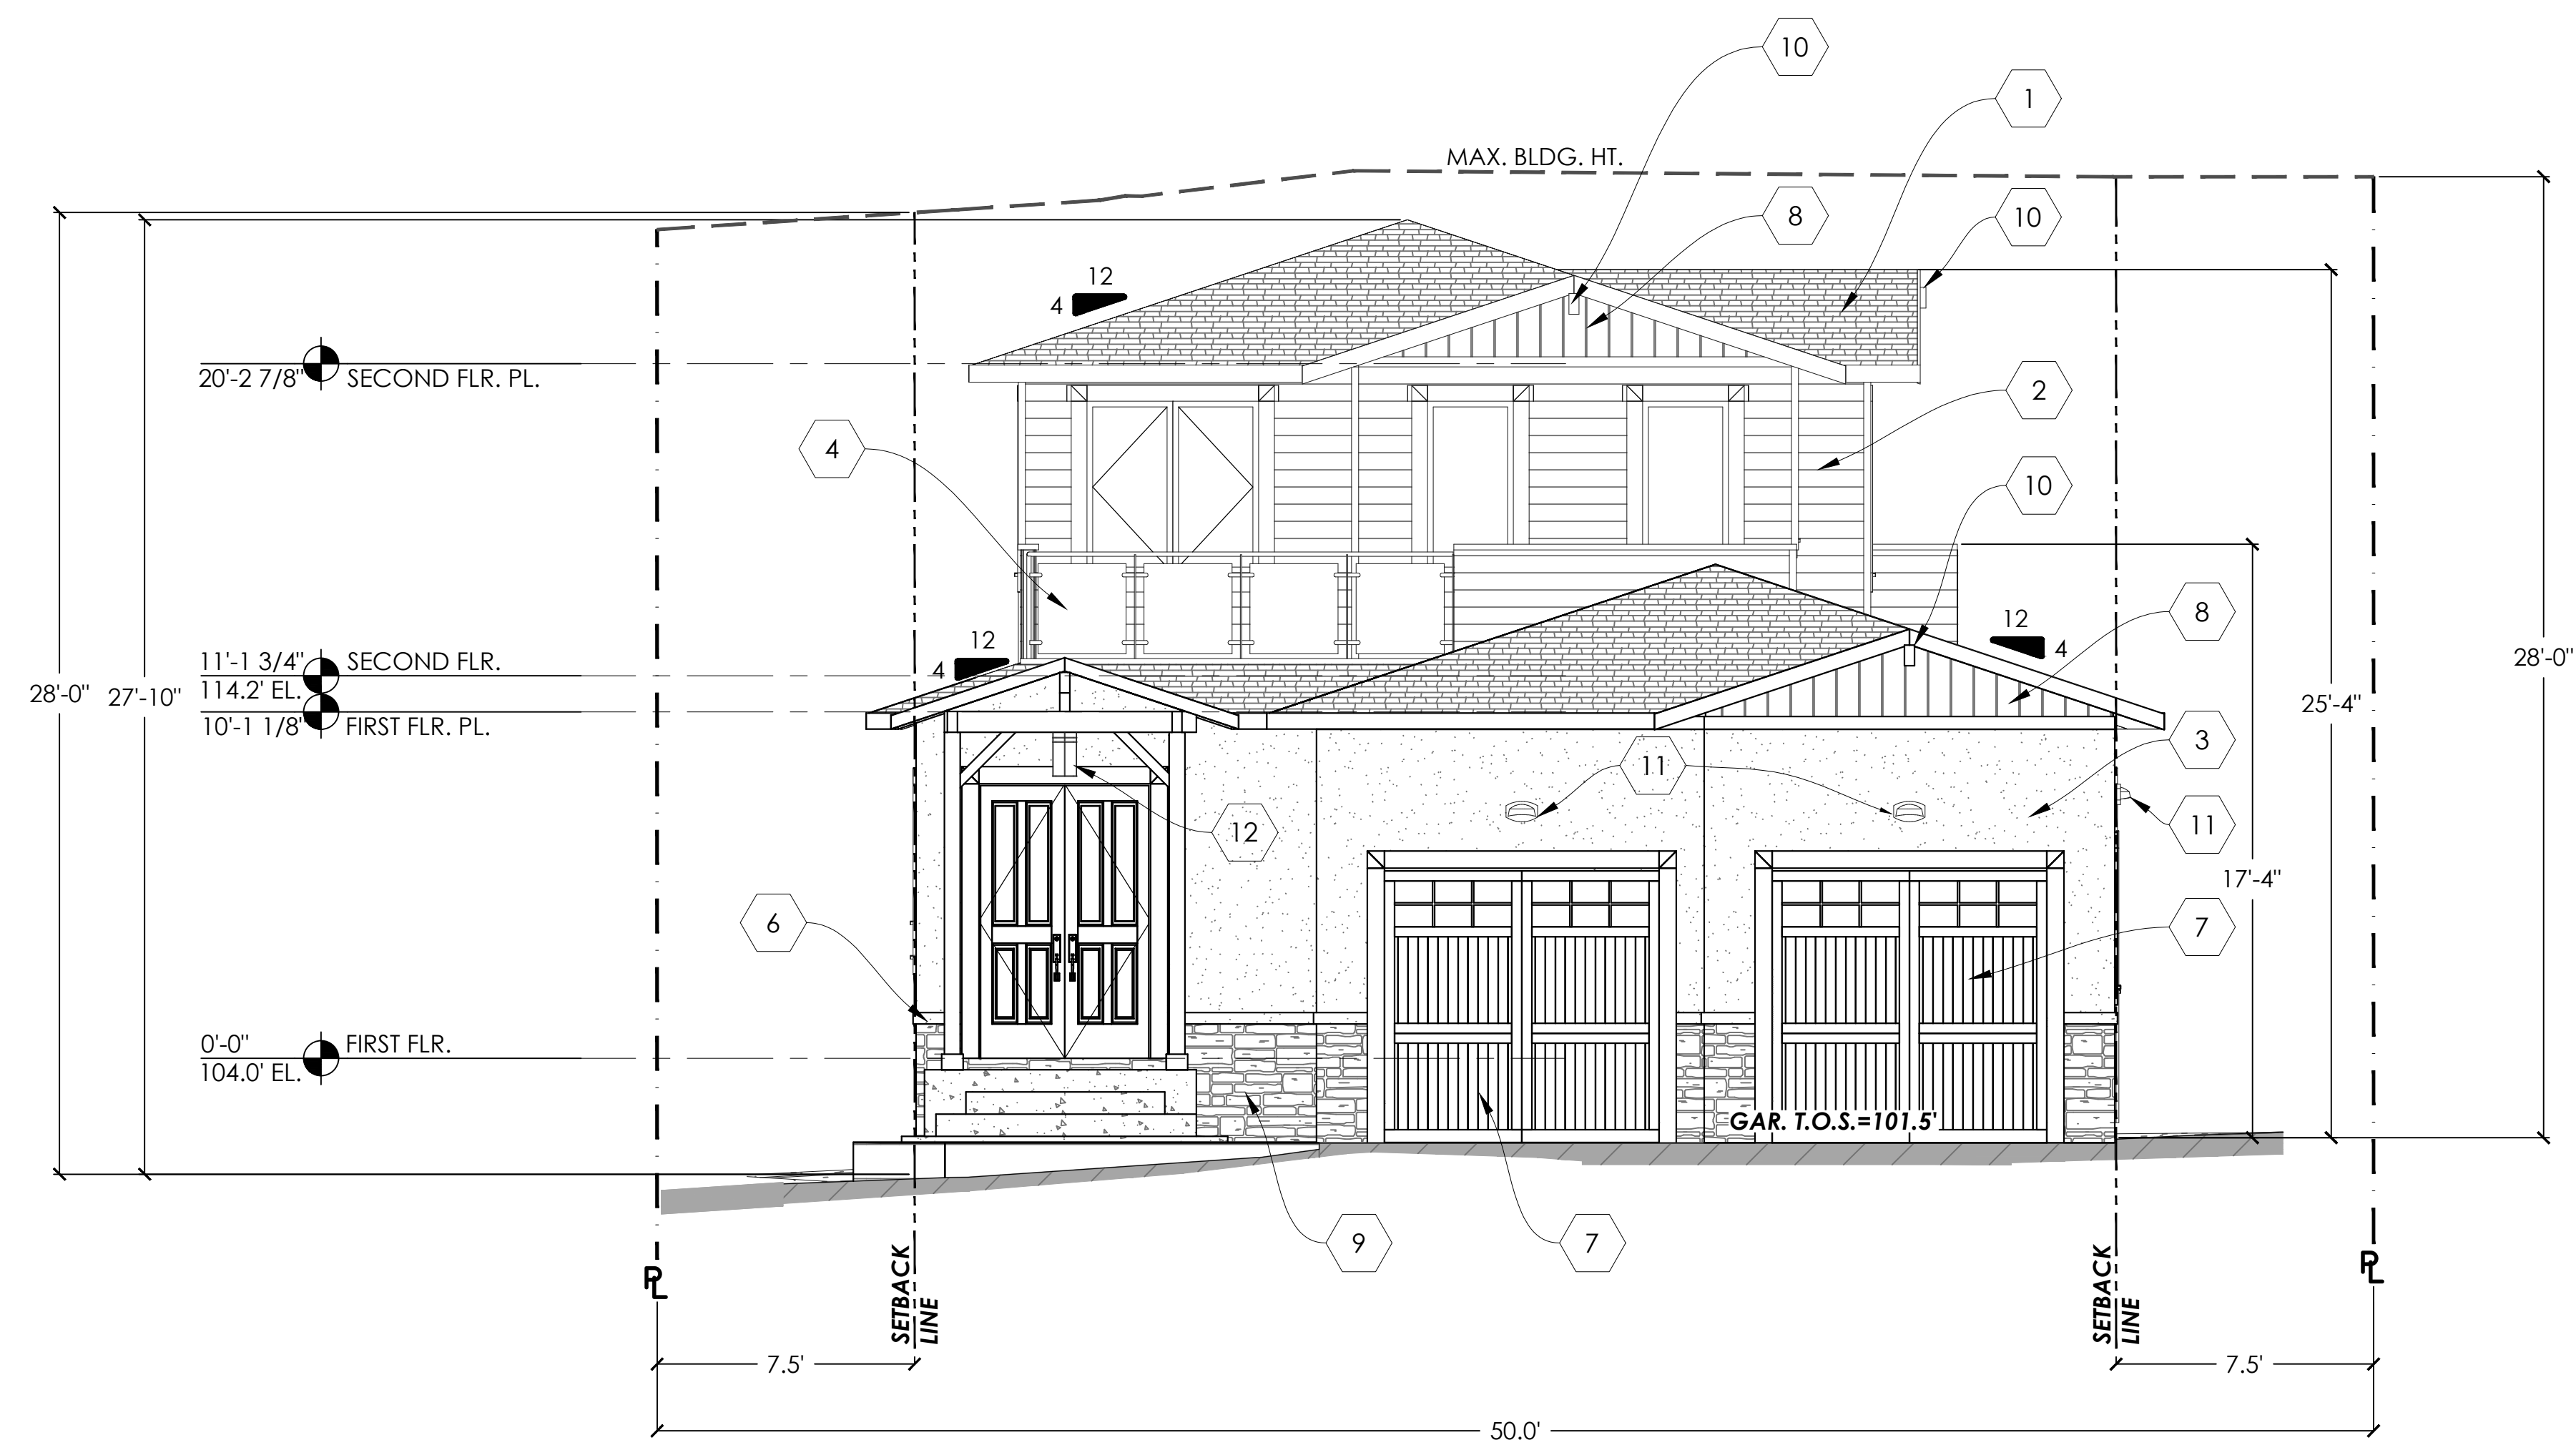 10
1
MAX. BLDG. HT.
8
10
12
4
20'-2 7/8" SECOND FLR. PL.
2
4
10
8
12
4
12
4
11'-1 3/4" SECOND FLR.
114.2' EL.
10'-1 1/8" FIRST FLR. PL.
28'-0"
27'-10"
28'-0"
25'-4"
3
11
11
12
17'-4"
6
7
0'-0" FIRST FLR.
104.0' EL.
GAR. T.O.S.=101.5'
9
7
PL
SETBACK
LINE
SETBACK
LINE
PL
7.5'
7.5'
50.0'